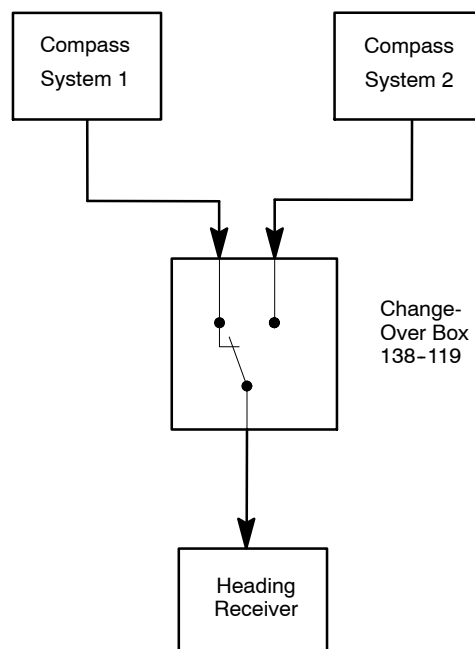 Compass
System 1
Compass
System 2
Change-
Over Box
138-119
Heading
Receiver